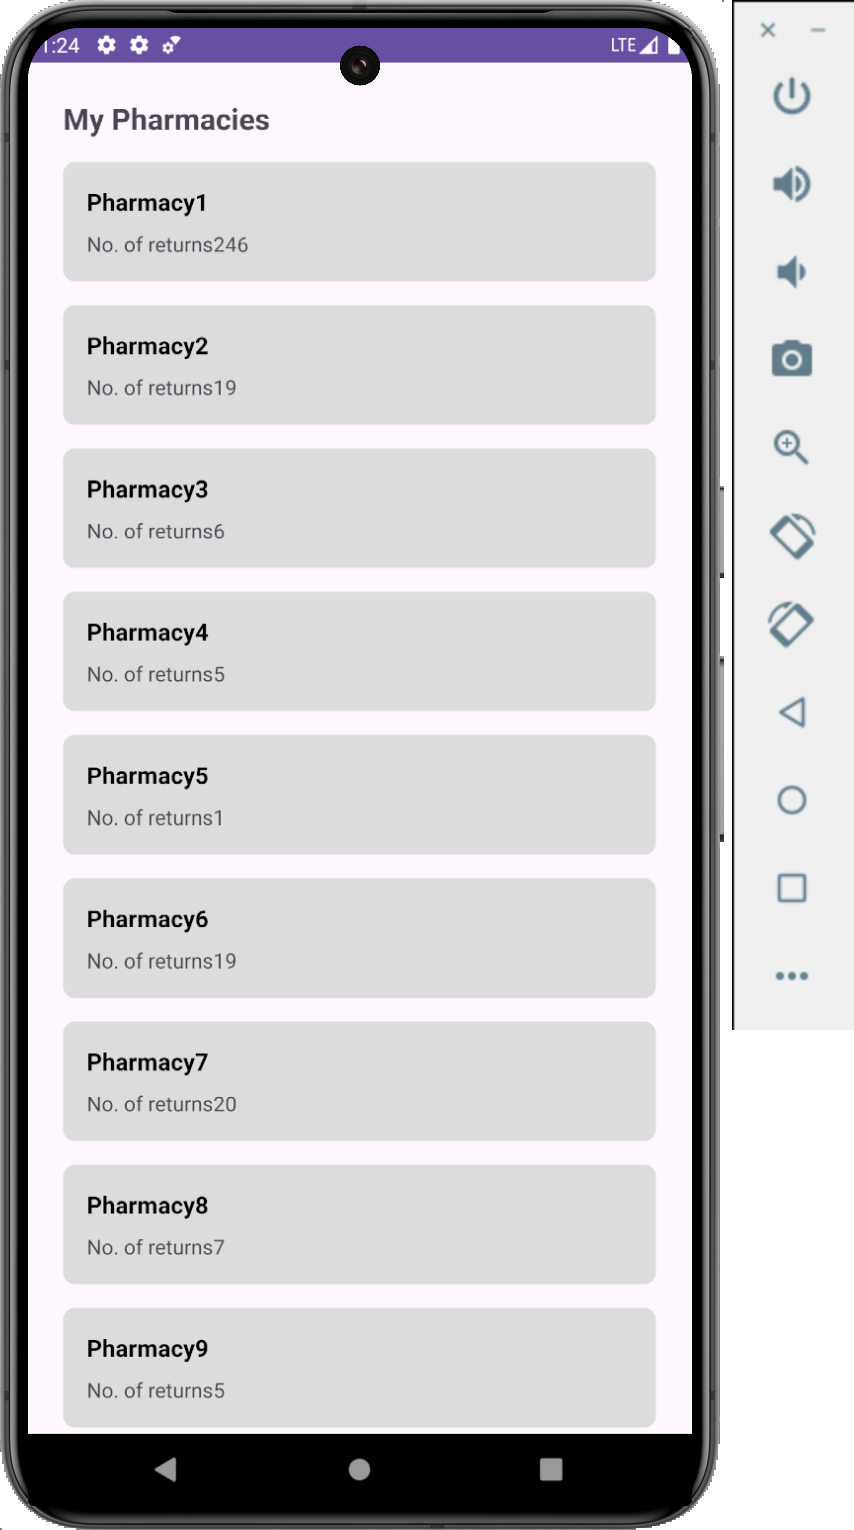 1:24 LTE
My Pharmacies
Pharmacy1
No. of returns246
Pharmacy2
No. of returns19
Pharmacy3
No. of returns6
Pharmacy4
No. of returns5
Pharmacy5
No. of returns1
Pharmacy6
No. of returns19
Pharmacy7
No. of returns20
Pharmacy8
No. of returns7
Pharmacy9
No. of returns5